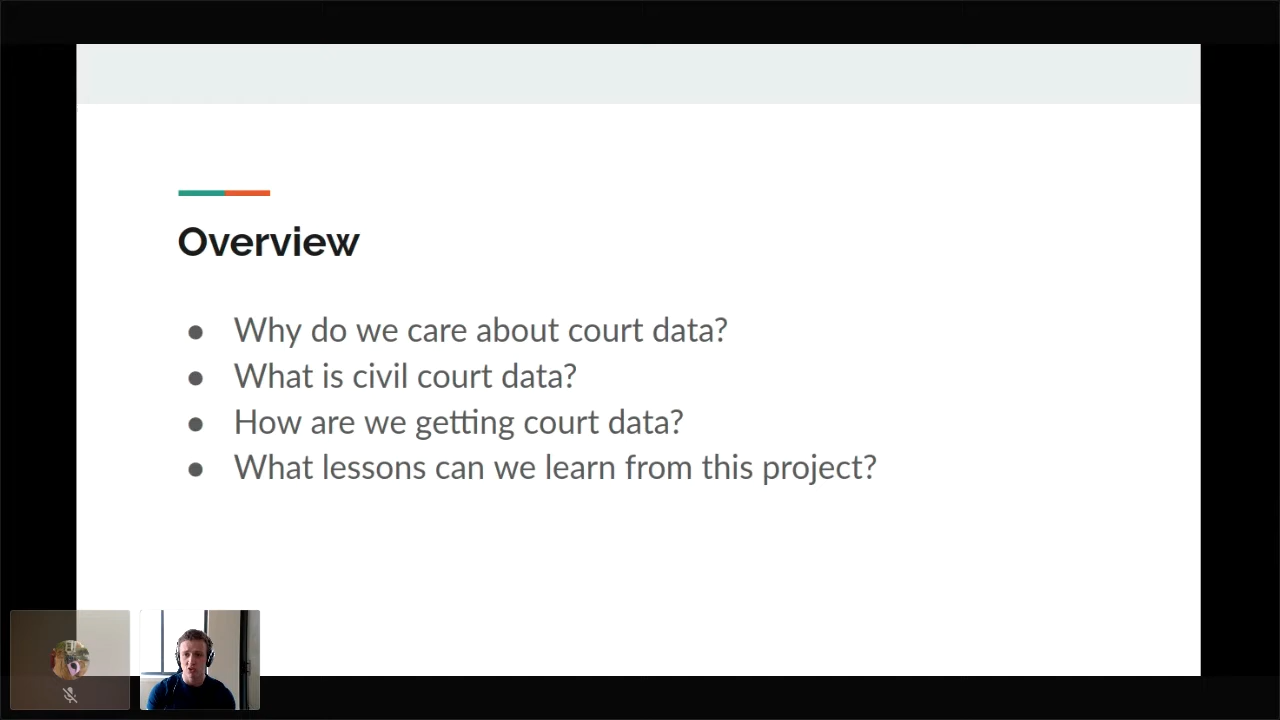 Overview
● Why do we care about court data?
● What is civil court data?
● How are we getting court data?
● What lessons can we learn from this project?